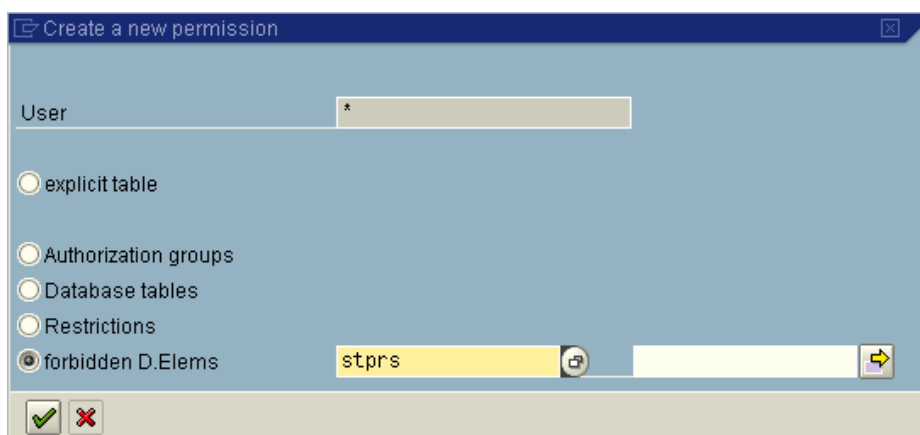 Create a new permission
User *
explicit table
Authorization groups
Database tables
Restrictions
forbidden D.Elems stprs